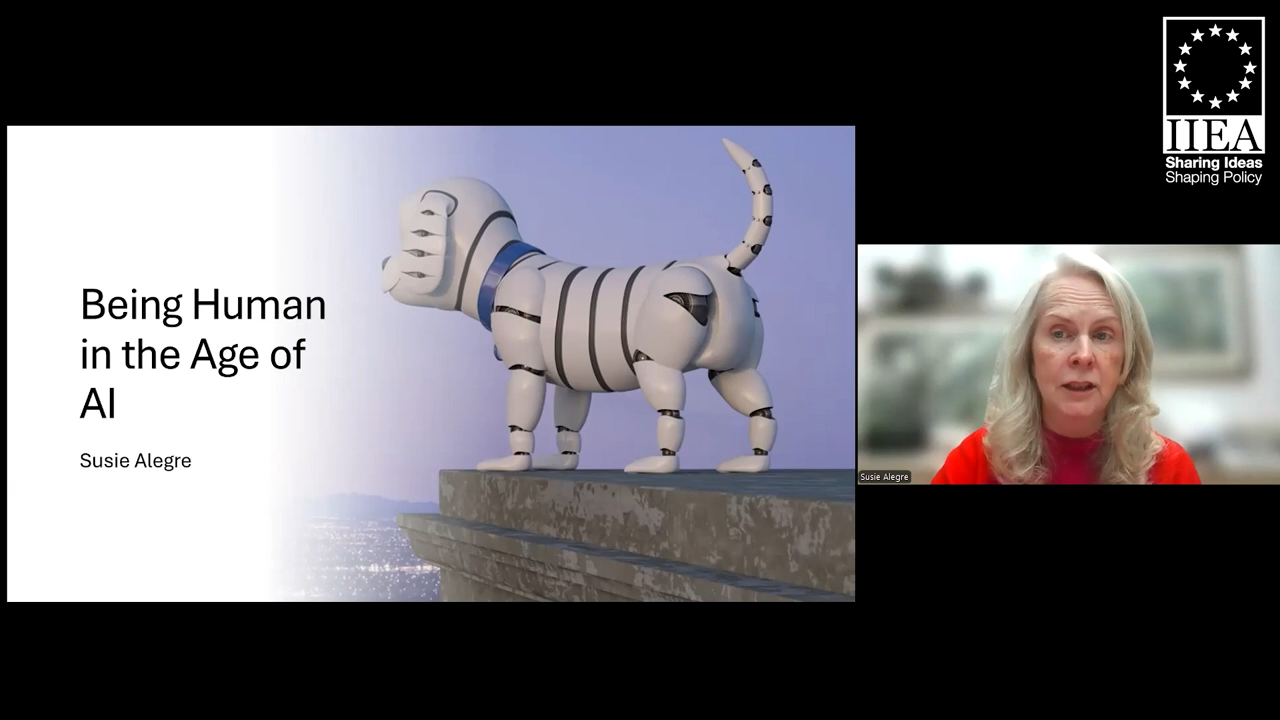 Being Human
in the Age of
AI
Susie Alegre
IIEA
Sharing Ideas
Shaping Policy
Susie Alegre